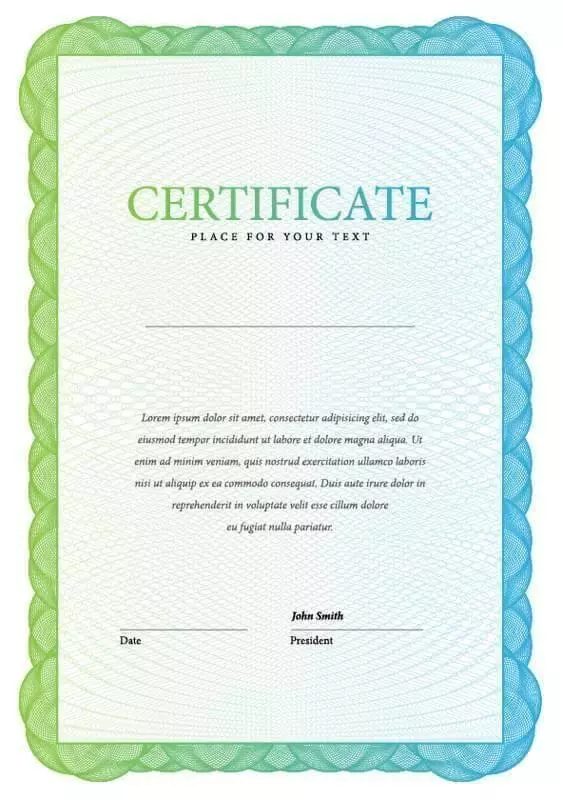 CERTIFICATE
PLACE FOR YOUR TEXT
Lorem ipsum dolor sit amet, consectetur adipisicing elit, sed do
eiusmod tempor incididunt ut labore et dolore magna aliqua. Ut
enim ad minim veniam, quis nostrud exercitation ullamco laboris
nisi ut aliquip ex ea commodo consequat. Duis aute irure dolor in
reprehenderit in voluptate velit esse cillum dolore
eu fugiat nulla pariatur.
John Smith
Date
President